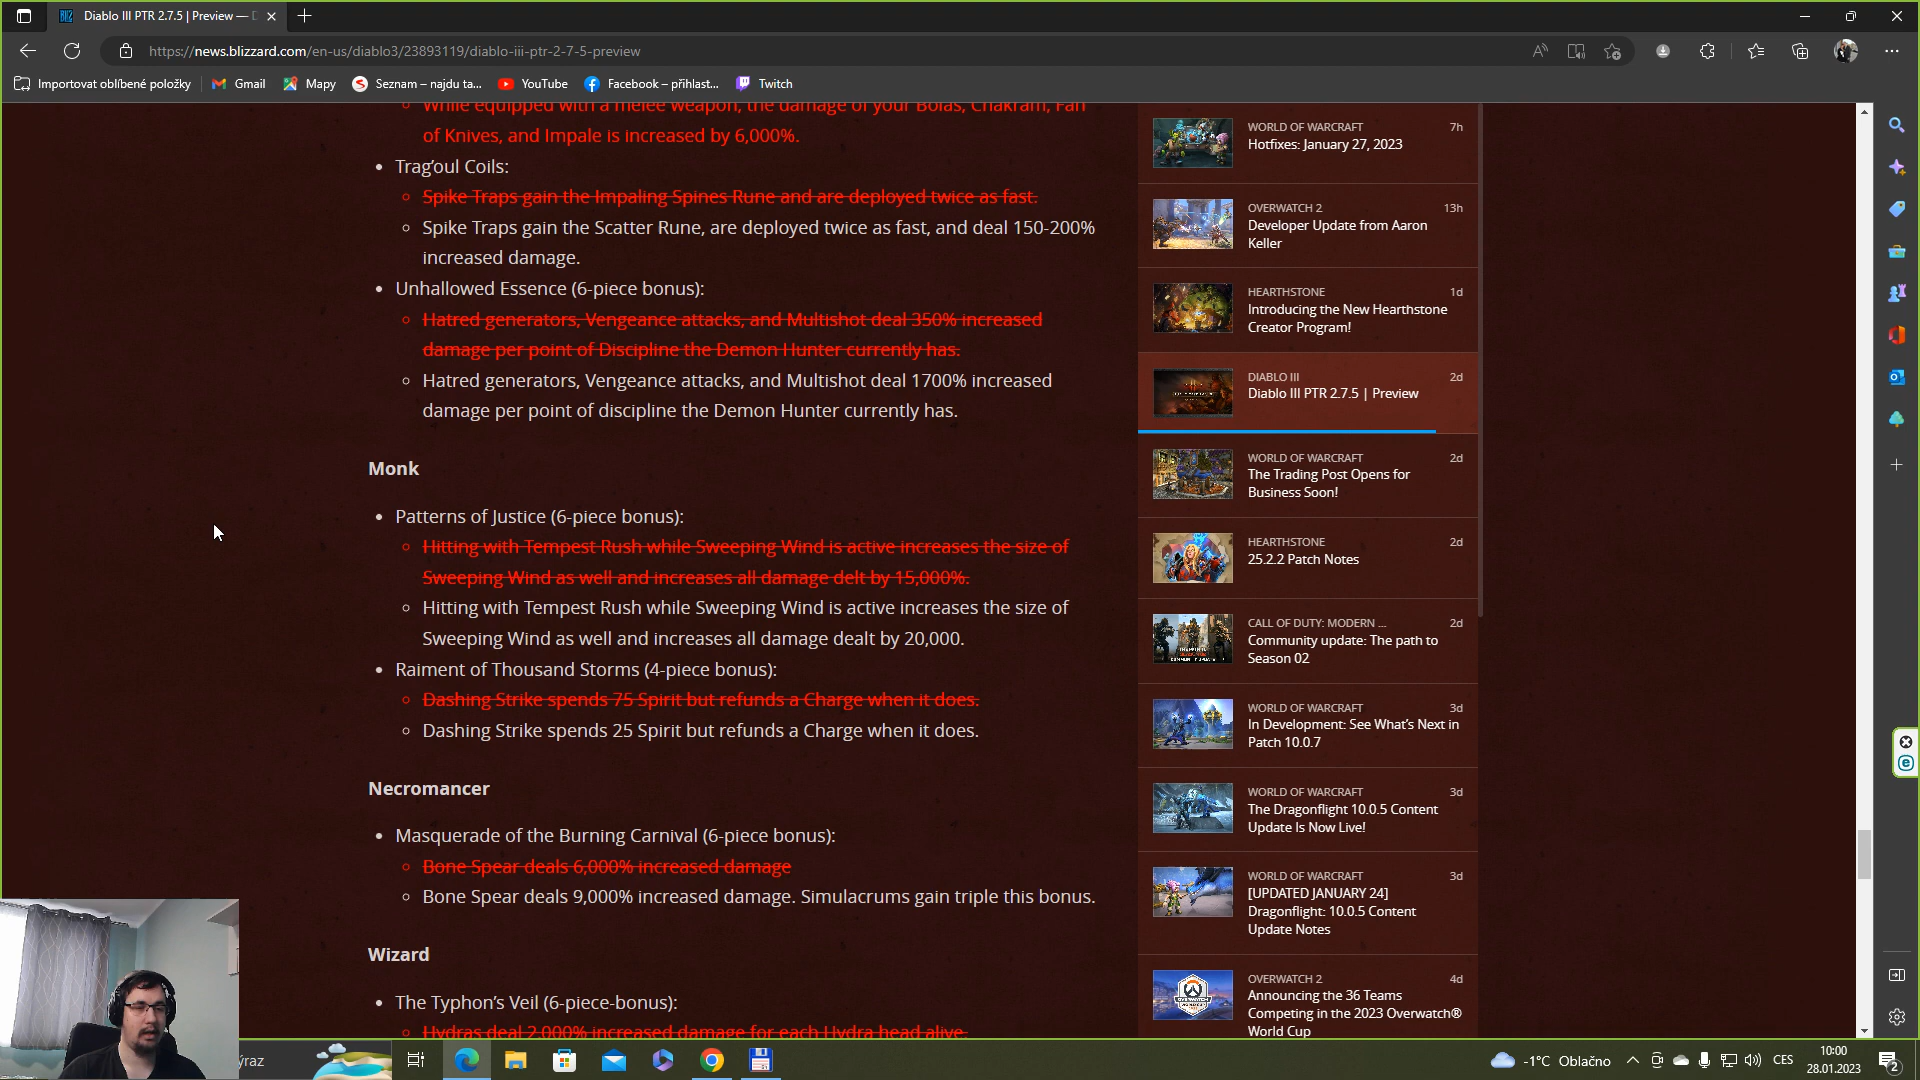 Diablo III PTR 2.7.5 | Preview —
https://news.blizzard.com/en-us/diablo3/23893119/diablo-iii-ptr-2-7-5-preview
Importovat oblíbené položky
Gmail
Mapy
Seznam – najdu ta...
YouTube
Facebook – přihlast...
Twitch
While equipped with a melee weapon, the damage of your Bolas, Chakram, Fan
of Knives, and Impale is increased by 6,000%.
Trag'oul Coils:
Spike Traps gain the Impaling Spines Rune and are deployed twice as fast.
Spike Traps gain the Scatter Rune, are deployed twice as fast, and deal 150-200%
increased damage.
Unhallowed Essence (6-piece bonus):
Hatred generators, Vengeance attacks, and Multishot deal 350% increased
damage per point of Discipline the Demon Hunter currently has.
Hatred generators, Vengeance attacks, and Multishot deal 1700% increased
damage per point of discipline the Demon Hunter currently has.
Monk
Patterns of Justice (6-piece bonus):
Hitting with Tempest Rush while Sweeping Wind is active increases the size of
Sweeping Wind as well and increases all damage delt by 15,000%.
Hitting with Tempest Rush while Sweeping Wind is active increases the size of
Sweeping Wind as well and increases all damage dealt by 20,000.
Raiment of Thousand Storms (4-piece bonus):
Dashing Strike spends 75 Spirit but refunds a Charge when it does.
Dashing Strike spends 25 Spirit but refunds a Charge when it does.
Necromancer
Masquerade of the Burning Carnival (6-piece bonus):
Bone Spear deals 6,000% increased damage
Bone Spear deals 9,000% increased damage. Simulacrums gain triple this bonus.
Wizard
The Typhon's Veil (6-piece-bonus):
Hydras deal 2,000% increased damage for each Hydra head alive.
WORLD OF WARCRAFT 7h
Hotfixes: January 27, 2023
OVERWATCH 2 13h
Developer Update from Aaron
Keller
HEARTHSTONE 1d
Introducing the New Hearthstone
Creator Program!
DIABLO III 2d
Diablo III PTR 2.7.5 | Preview
WORLD OF WARCRAFT 2d
The Trading Post Opens for
Business Soon!
HEARTHSTONE 2d
25.2.2 Patch Notes
CALL OF DUTY: MODERN ... 2d
Community update: The path to
Season 02
WORLD OF WARCRAFT 3d
In Development: See What's Next in
Patch 10.0.7
WORLD OF WARCRAFT 3d
The Dragonflight 10.0.5 Content
Update Is Now Live!
WORLD OF WARCRAFT 3d
[UPDATED JANUARY 24]
Dragonflight: 10.0.5 Content
Update Notes
OVERWATCH 2 4d
Announcing the 36 Teams
Competing in the 2023 Overwatch®
World Cup
ýraz
-1°C Oblačno
CES
10:00
28.01.2023
2